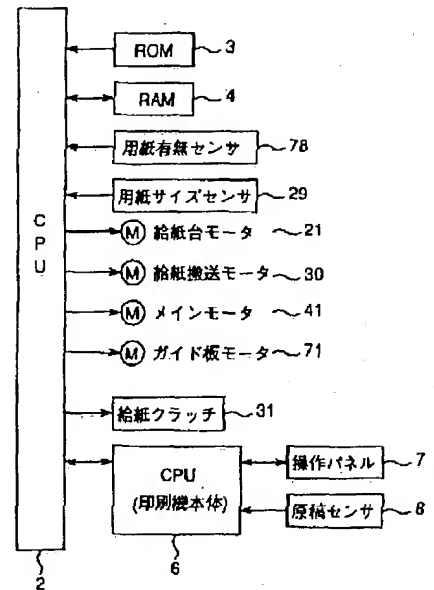 ROM 3
RAM 4
用紙有無センサ 78
用紙サイズセンサ 29
CPU
M 給紙台モータ 21
M 給紙搬送モータ 30
M メインモータ 41
M ガイド板モータ 71
給紙クラッチ 31
CPU
(印刷機本体)
操作パネル 7
原稿センサ 8
2
6